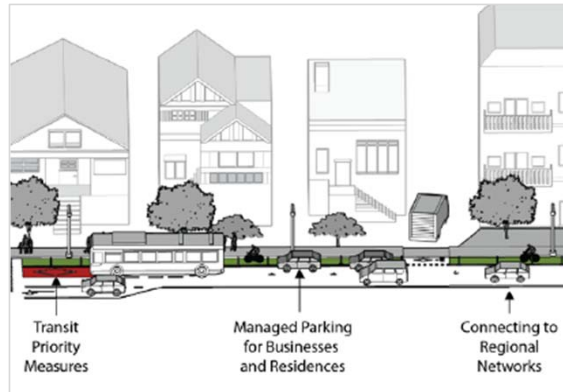 Transit
Priority
Measures
Managed Parking
for Businesses
and Residences
Connecting to
Regional
Networks